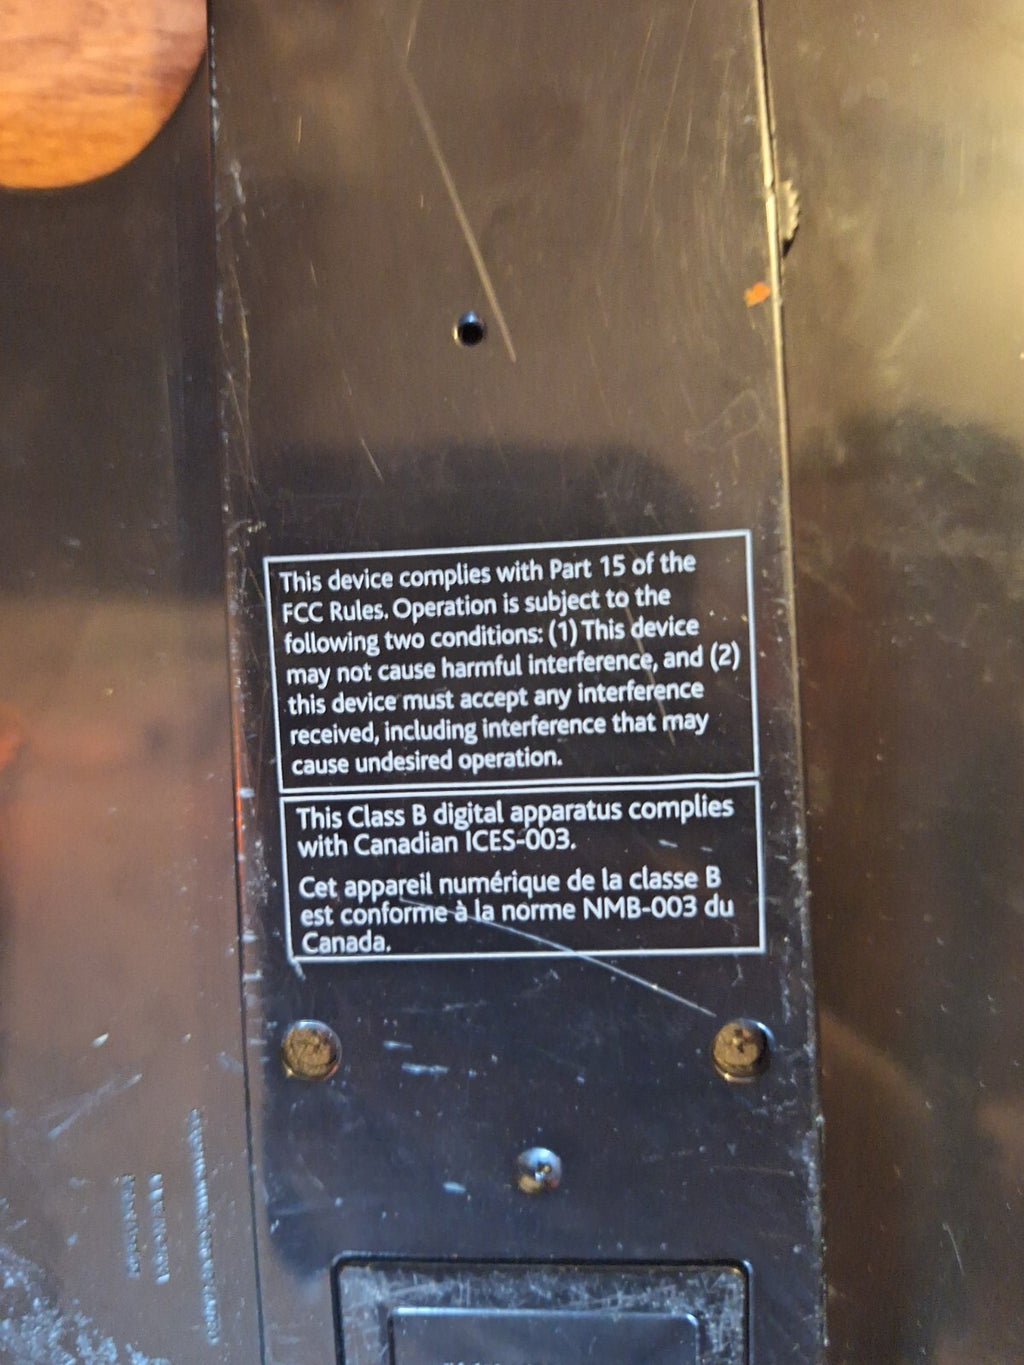 This device complies with Part 15 of the
FCC Rules. Operation is subject to the
following two conditions: (1) This device
may not cause harmful interference, and (2)
this device must accept any interference
received, including interference that may
cause undesired operation.
This Class B digital apparatus complies
with Canadian ICES-003.
Cet appareil numérique de la classe B
est conforme à la norme NMB-003 du
Canada.